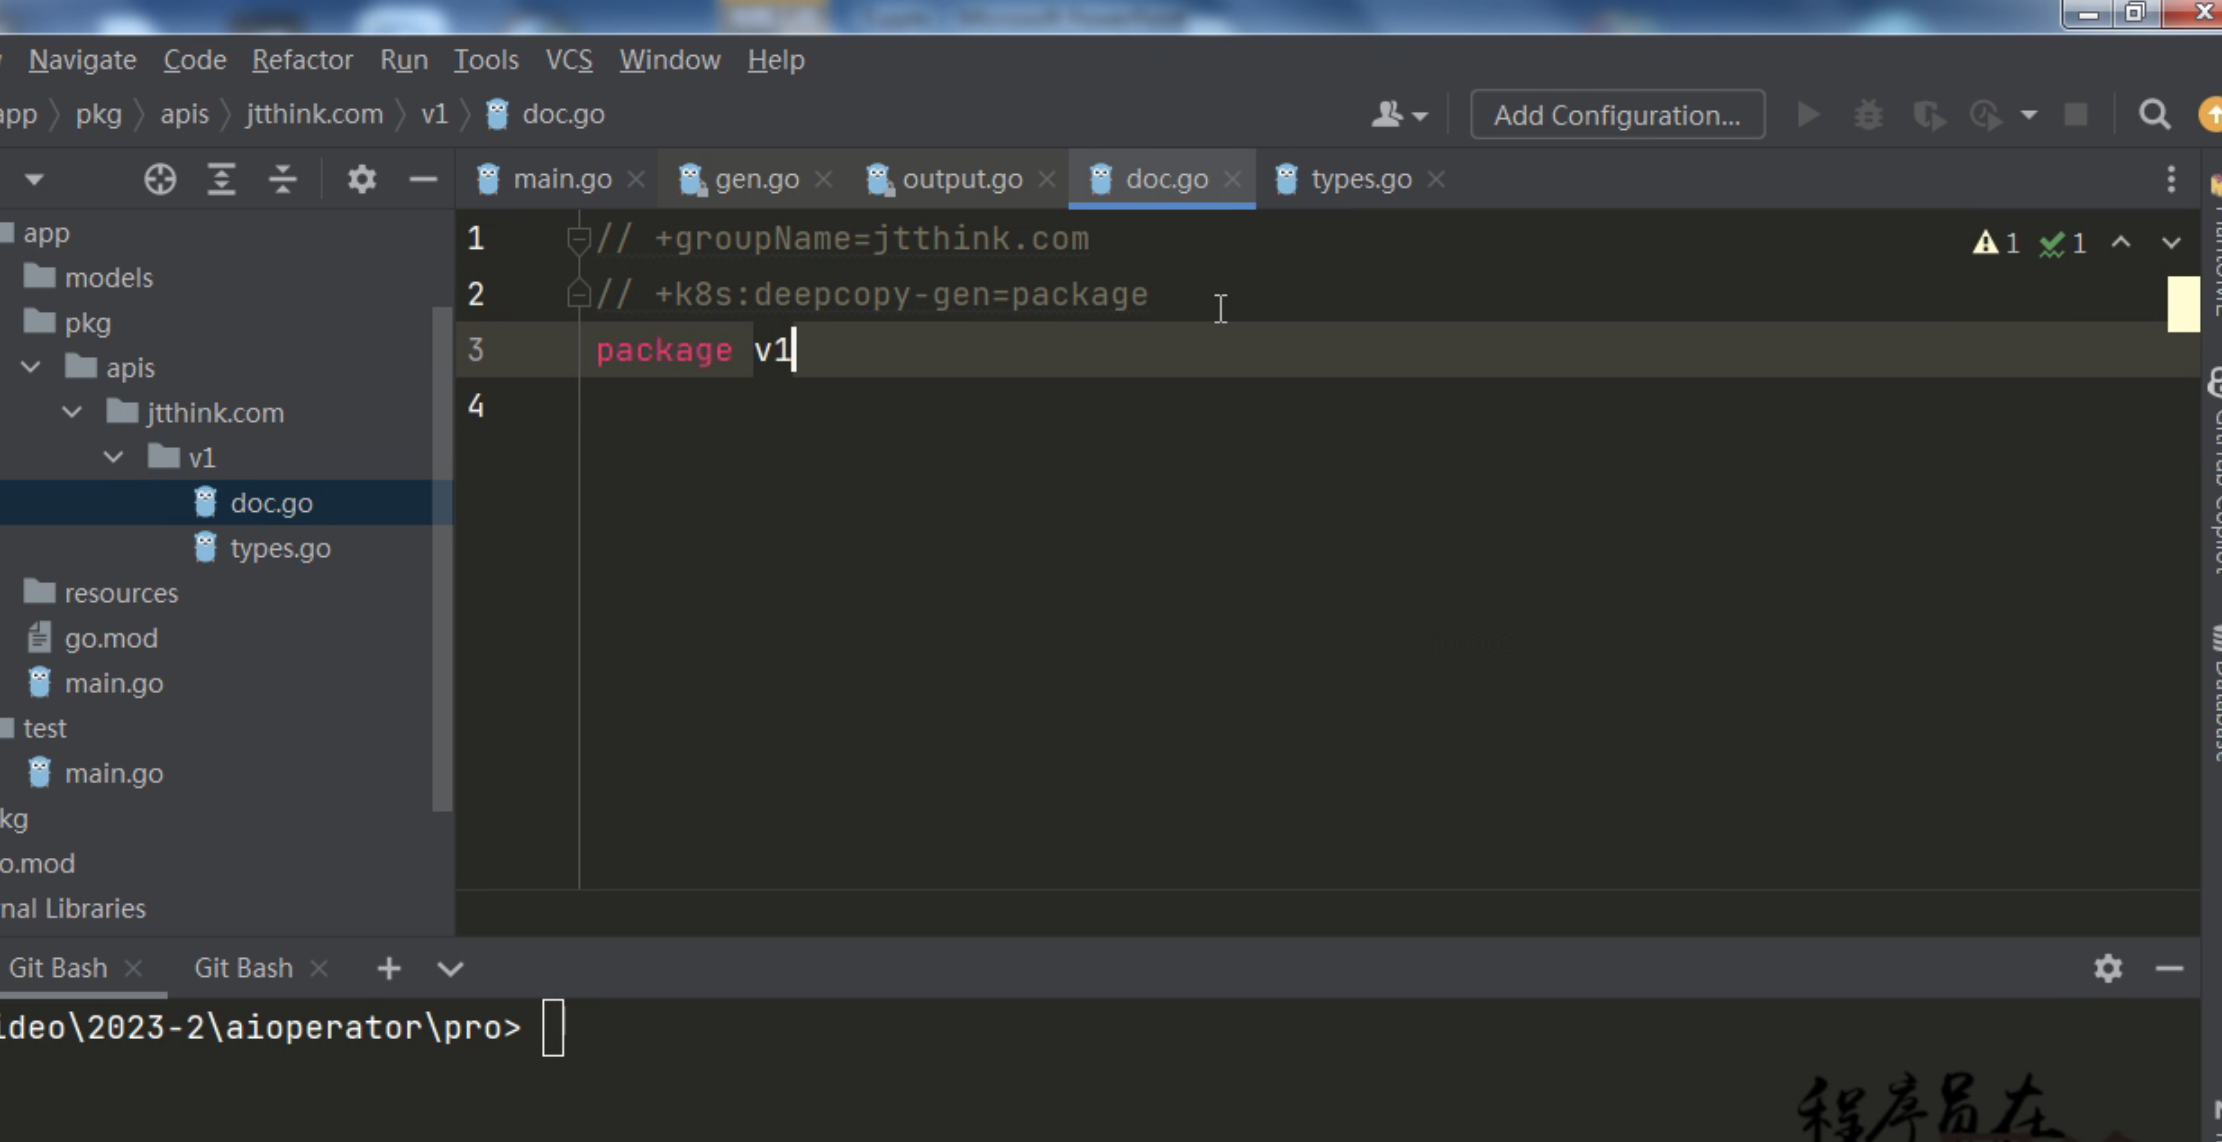 Navigate Code Refactor Run Tools VCS Window Help
app pkg apis jtthink.com v1 doc.go Add Configuration...
main.go gen.go output.go doc.go types.go
app
models
pkg
apis
jtthink.com
v1
doc.go
types.go
resources
go.mod
main.go
test
main.go
kg
o.mod
nal Libraries
1 // +groupName=jtthink.com
2 // +k8s:deepcopy-gen=package
3 package v1
4
1 1
Database
Git Bash Git Bash
ideo\2023-2\aioperator\pro>
程序员在